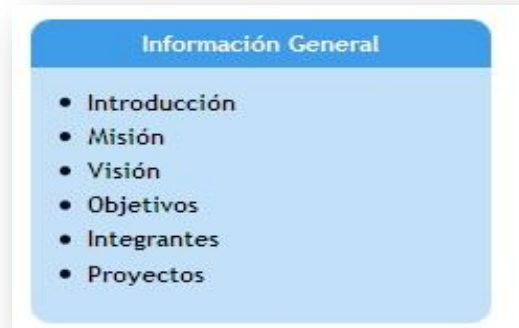 Información General
• Introducción
• Misión
• Visión
• Objetivos
• Integrantes
• Proyectos